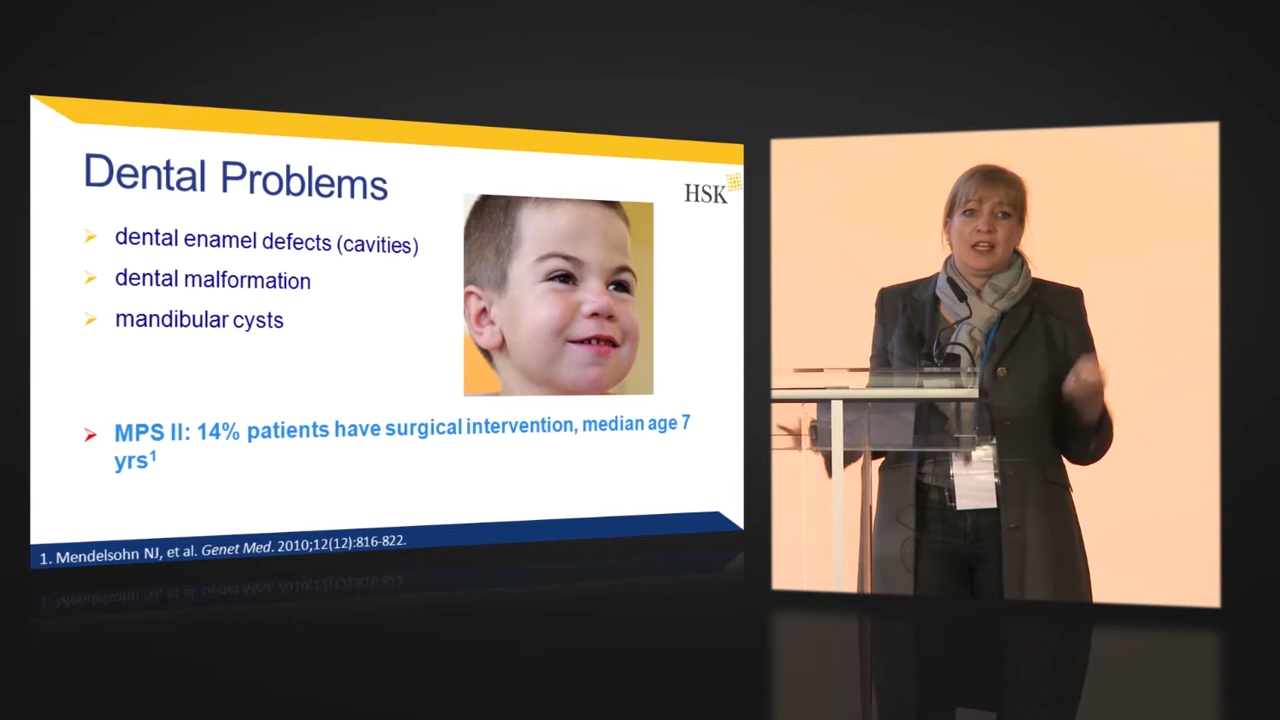 Dental Problems
HSK
dental enamel defects (cavities)
dental malformation
mandibular cysts
MPS II: 14% patients have surgical intervention, median age 7
yrs¹
1. Mendelsohn NJ, et al. Genet Med. 2010;12(12):816-822.